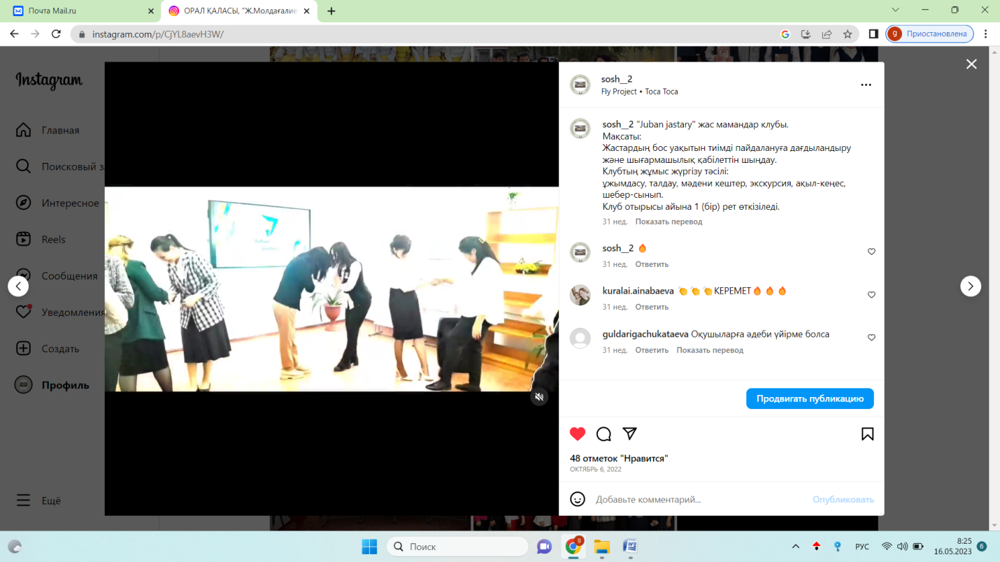 Почта Mail.ru
ОРАЛ ҚАЛАСЫ, "Ж.Молдағалие
instagram.com/p/CjYL8aevH3W/
g Приостановлена
Instagram
Главная
Поисковый за
Интересное
Reels
Сообщения
Уведомления
Создать
Профиль
Ещё
sosh__2
Fly Project • Toca Toca
sosh__2 "Juban jastary" жас мамандар клубы.
Мақсаты:
Жастардың бос уақытын тиімді пайдалануға дағдыландыру
және шығармашылық қабілеттін шыңдау.
Клубтың жұмыс жүргізу тәсілі:
ұжымдасу, талдау, мәдени кештер, экскурсия, ақыл-кеңес,
шебер-сынып.
Клуб отырысы айына 1 (бір) рет өткізіледі.
31 нед. Показать перевод
sosh__2 🔥
31 нед. Ответить
kuralai.ainabaeva 👏👏👏КЕРЕМЕТ🔥🔥🔥
31 нед. Ответить
guldarigachukataeva Оқушыларға әдеби үйірме болса
31 нед. Ответить Показать перевод
Продвигать публикацию
48 отметок "Нравится"
ОКТЯБРЬ 6, 2022
Добавьте комментарий...
Опубликовать
Поиск
g
РУС
8:25
16.05.2023
6